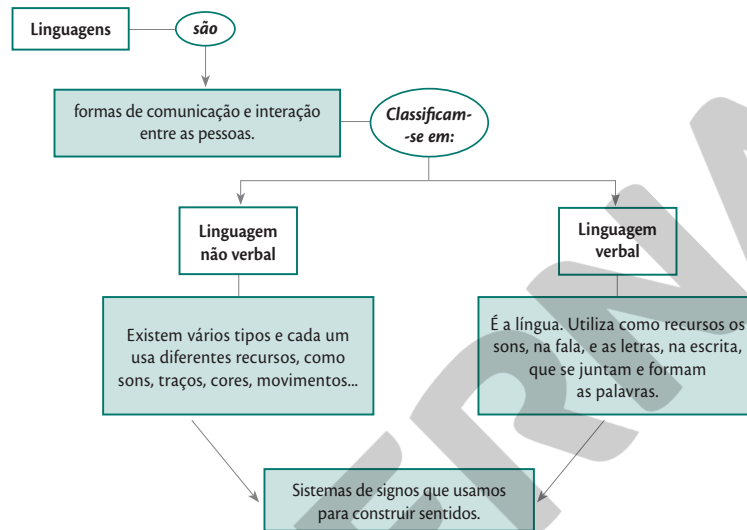 Linguagens
são
formas de comunicação e interação
entre as pessoas.
Classificam-
-se em:
Linguagem
não verbal
Linguagem
verbal
Existem vários tipos e cada um
usa diferentes recursos, como
sons, traços, cores, movimentos...
É a língua. Utiliza como recursos os
sons, na fala, e as letras, na escrita,
que se juntam e formam
as palavras.
Sistemas de signos que usamos
para construir sentidos.